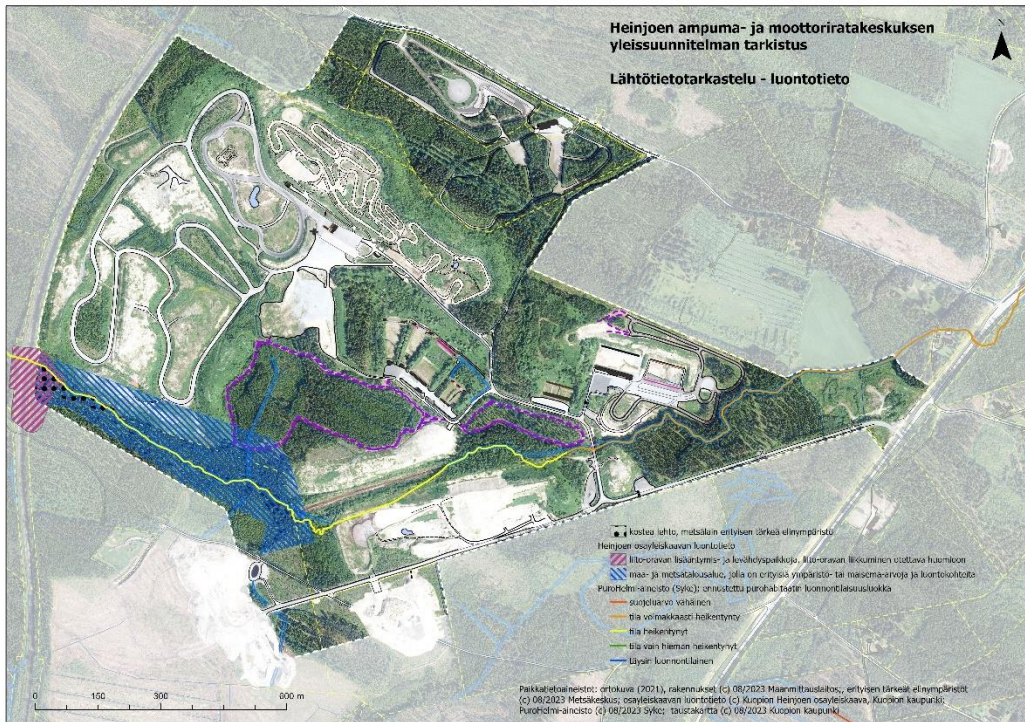 Heinjoen ampuma- ja moottoriratakeskuksen
yleissuunnitelman tarkistus
Lähtötietotarkastelu - luontotieto
N
kostea lehto, metsälain erityisen tärkeä elinympäristö
Heinjoen osayleiskaavan luontotieto
liito-oravan lisääntymis- ja levähdyspaikkoja, liito-oravan liikkuminen otettava huomioon
maa- ja metsätalousalue, jolla on erityisiä ympäristö- tai maisema-arvoja ja luontokohteita
PuroHelmi-aineisto (Syke); ennustettu purohabitaatin luonnontilaisuusluokka
suojeluarvo vähäinen
tila voimakkaasti heikentynyt
tila heikentynyt
tila vain hieman heikentynyt
täysin luonnontilainen
0 150 300 600 m
Paikkatietoaineistot: ortokuva (2021), rakennukset (c) 08/2023 Maanmittauslaitos; erityisen tärkeät elinympäristöt
(c) 08/2023 Metsäkeskus; osayleiskaavan luontotieto (c) Kuopion Heinjoen osayleiskaava, Kuopion kaupunki;
PuroHelmi-aineisto (c) 08/2023 Syke; taustakartta (c) 08/2023 Kuopion kaupunki